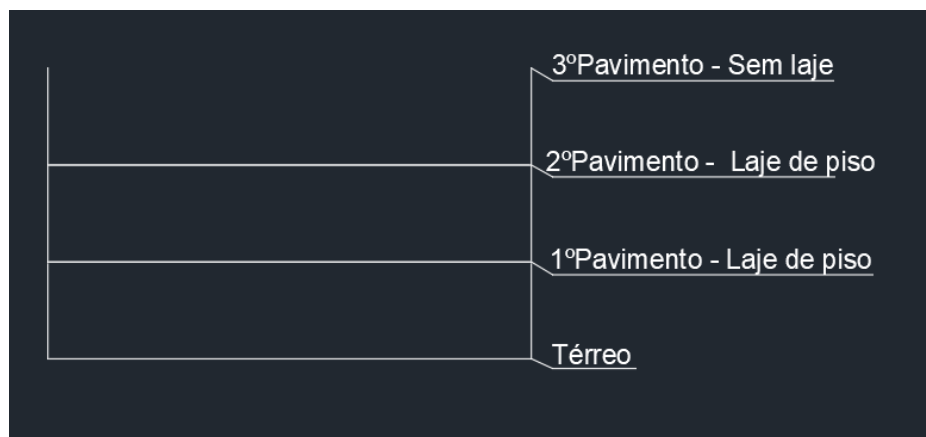 3ºPavimento - Sem laje
2ºPavimento -  Laje de piso
1ºPavimento - Laje de piso
Térreo